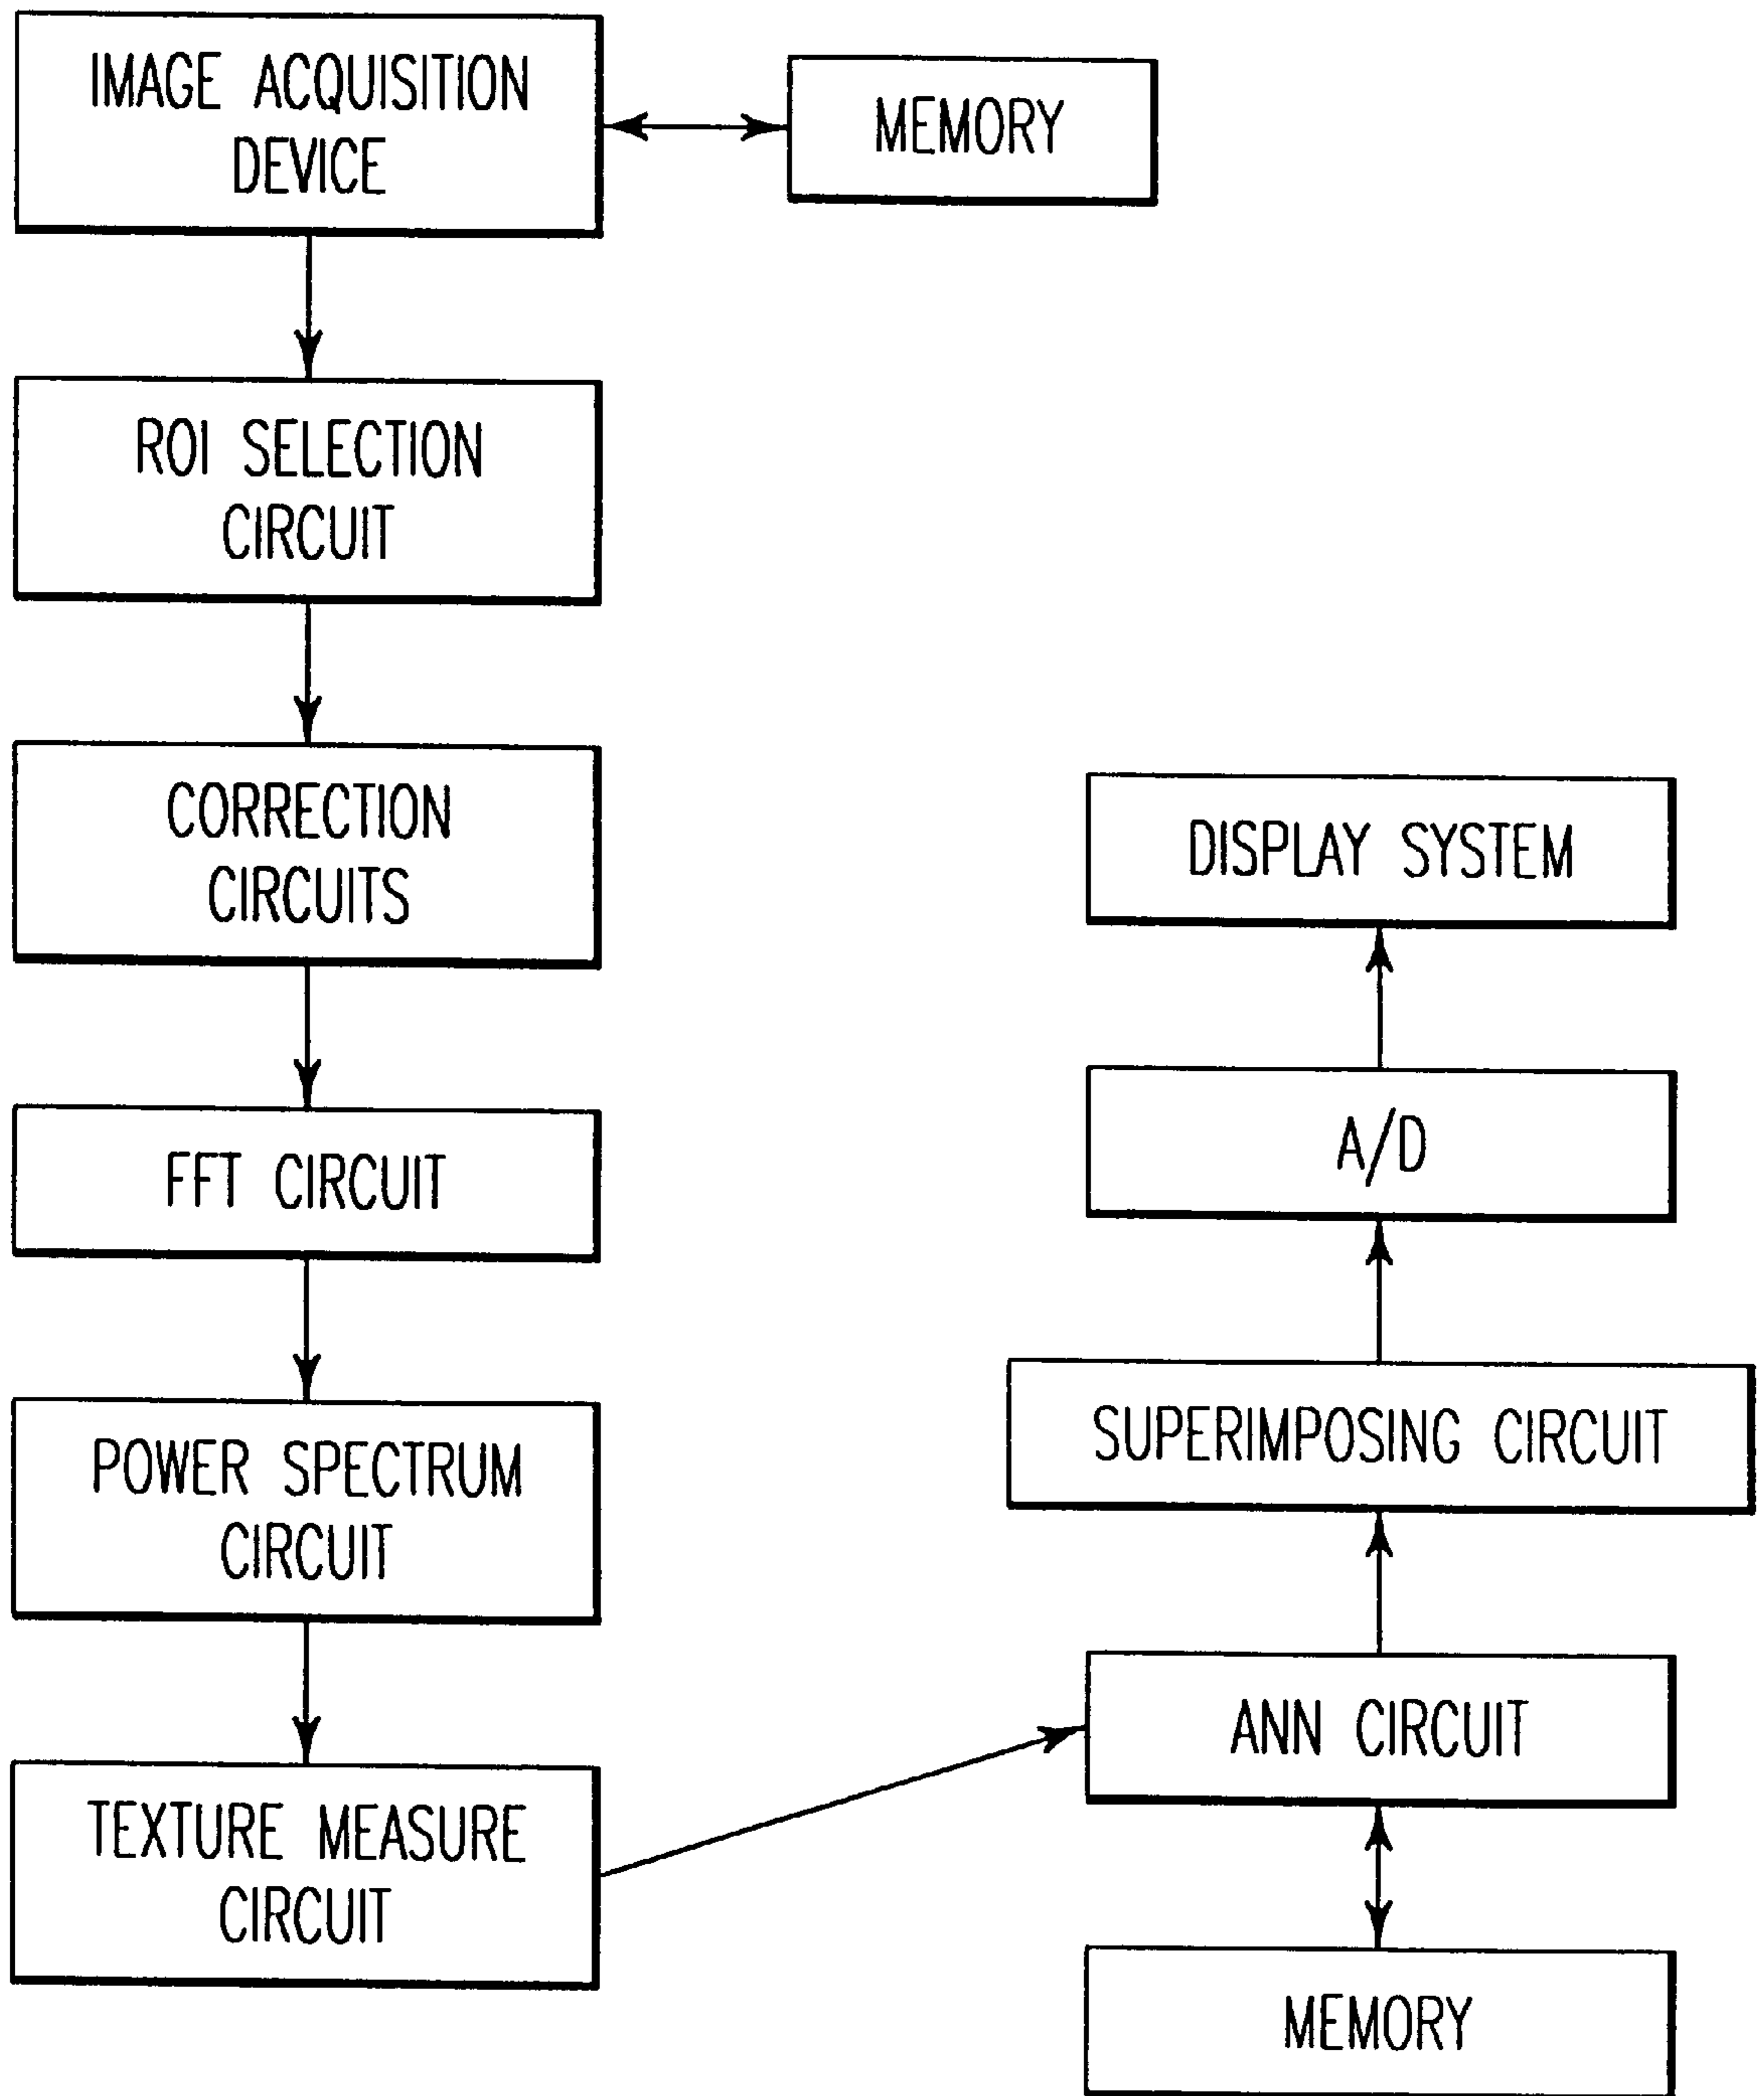 IMAGE ACQUISITION
DEVICE
MEMORY
ROI SELECTION
CIRCUIT
CORRECTION
CIRCUITS
FFT CIRCUIT
POWER SPECTRUM
CIRCUIT
TEXTURE MEASURE
CIRCUIT
DISPLAY SYSTEM
A/D
SUPERIMPOSING CIRCUIT
ANN CIRCUIT
MEMORY